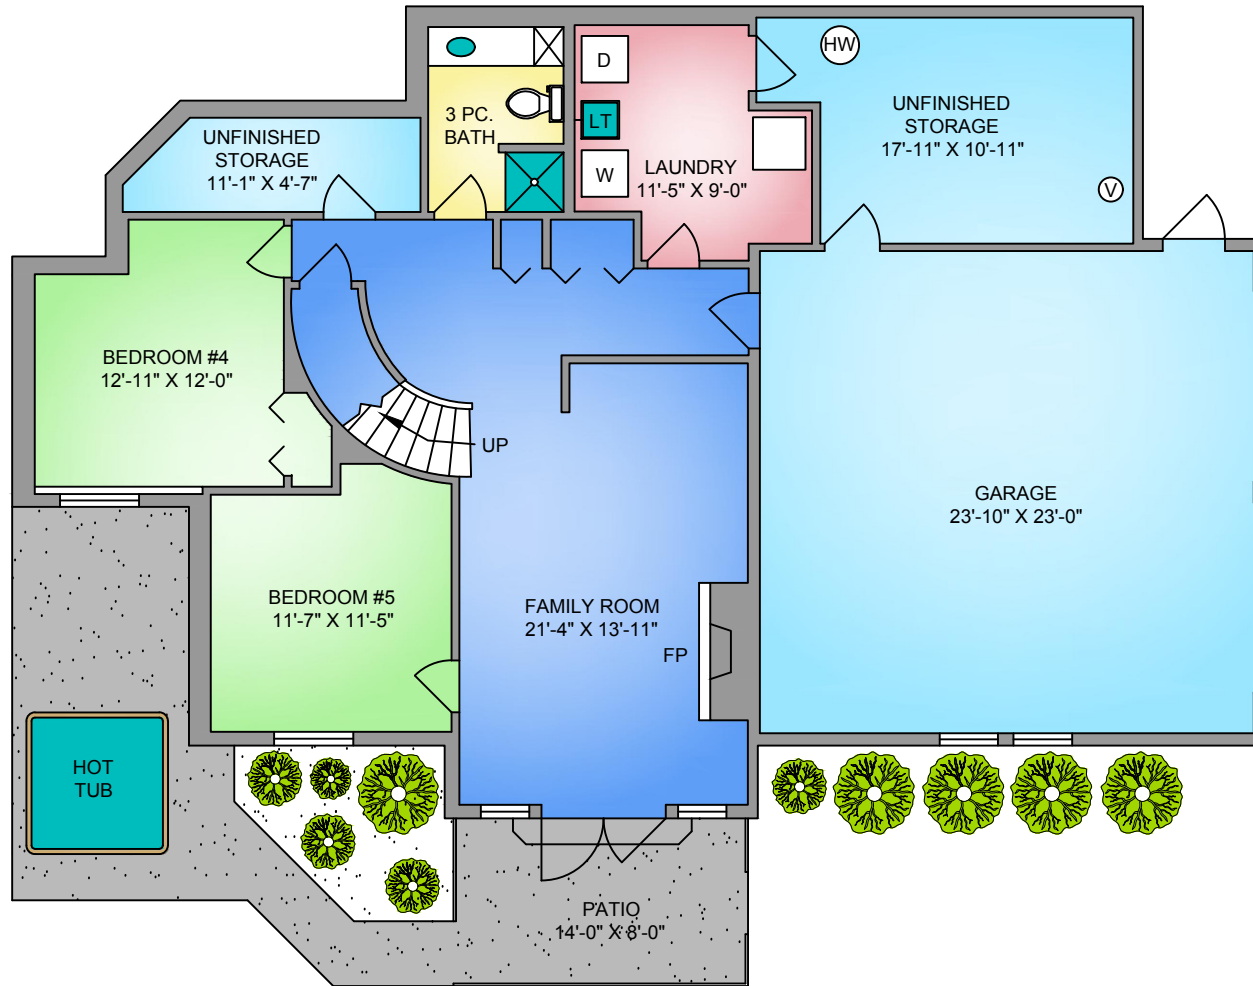 HW
D
UNFINISHED
STORAGE
17'-11" X 10'-11"
3 PC.
BATH
LT
UNFINISHED
STORAGE
11'-1" X 4'-7"
LAUNDRY
11'-5" X 9'-0"
W
V
BEDROOM #4
12'-11" X 12'-0"
UP
GARAGE
23'-10" X 23'-0"
BEDROOM #5
11'-7" X 11'-5"
FAMILY ROOM
21'-4" X 13'-11"
FP
HOT
TUB
PATIO
14'-0" X 8'-0"